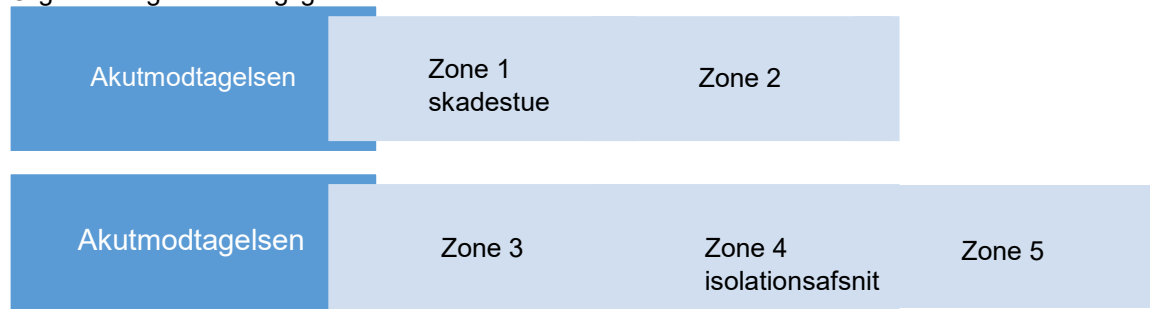 Akutmodtagelsen
Zone 1
skadestue
Zone 2
Akutmodtagelsen
Zone 3
Zone 4
isolationsafsnit
Zone 5